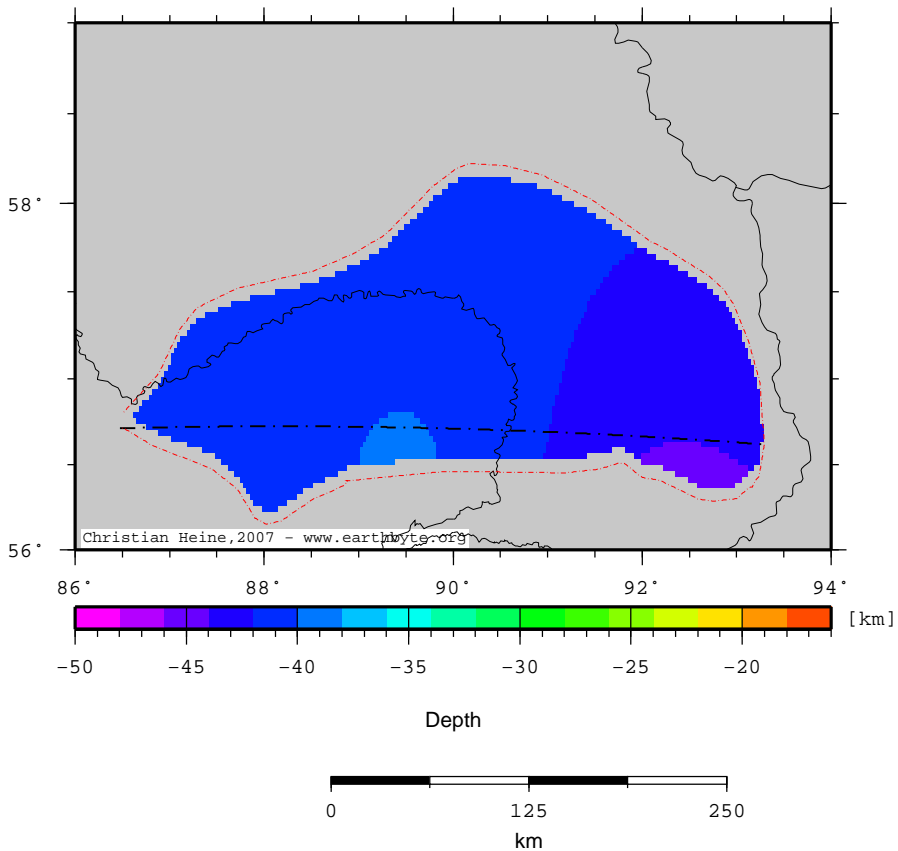 58°
Christian Heine,2007 - www.earthbyte.org
56°
86° 88° 90° 92° 94°
[km]
−50 −45 −40 −35 −30 −25 −20
Depth
0 125 250
km